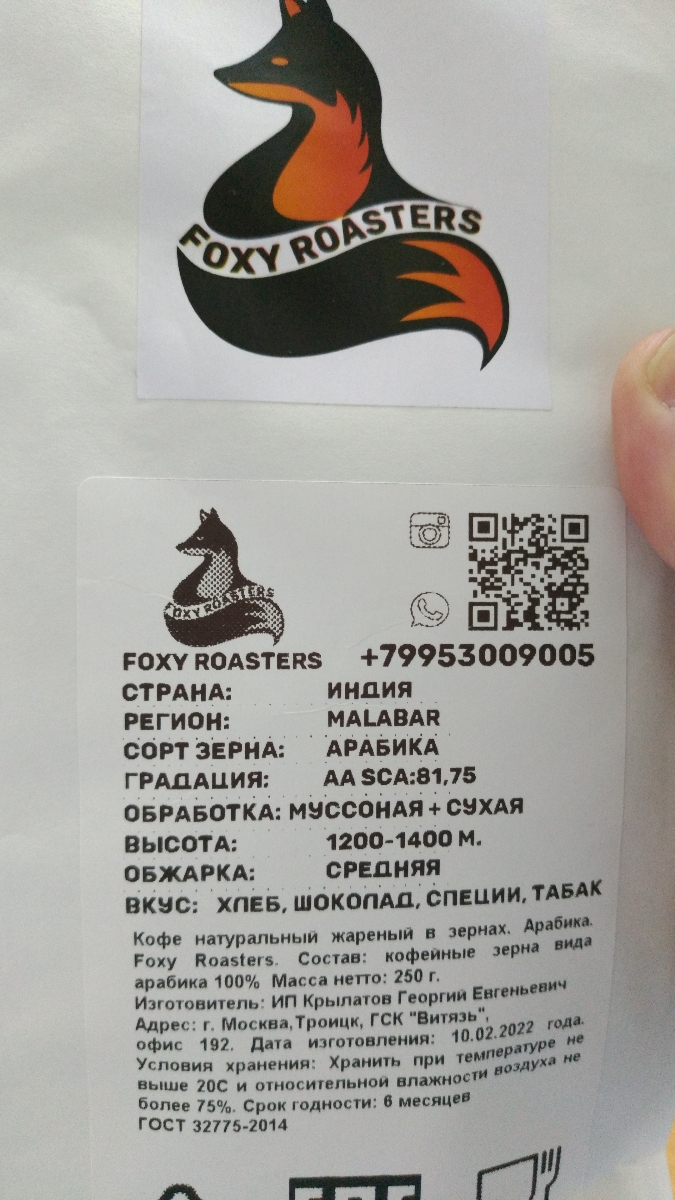 FOXY ROASTERS
FOXY ROASTERS
FOXY ROASTERS +79953009005
СТРАНА: ИНДИЯ
РЕГИОН: MALABAR
СОРТ ЗЕРНА: АРАБИКА
ГРАДАЦИЯ: AA SCA:81,75
ОБРАБОТКА: МУССОНАЯ + СУХАЯ
ВЫСОТА: 1200-1400 М.
ОБЖАРКА: СРЕДНЯЯ
ВКУС: ХЛЕБ, ШОКОЛАД, СПЕЦИИ, ТАБАК
Кофе натуральный жареный в зернах. Арабика.
Foxy Roasters. Состав: кофейные зерна вида
арабика 100% Масса нетто: 250 г.
Изготовитель: ИП Крылатов Георгий Евгеньевич
Адрес: г. Москва,Троицк, ГСК "Витязь",
офис 192. Дата изготовления: 10.02.2022 года.
Условия хранения: Хранить при температуре не
выше 20С и относительной влажности воздуха не
более 75%. Срок годности: 6 месяцев
ГОСТ 32775-2014